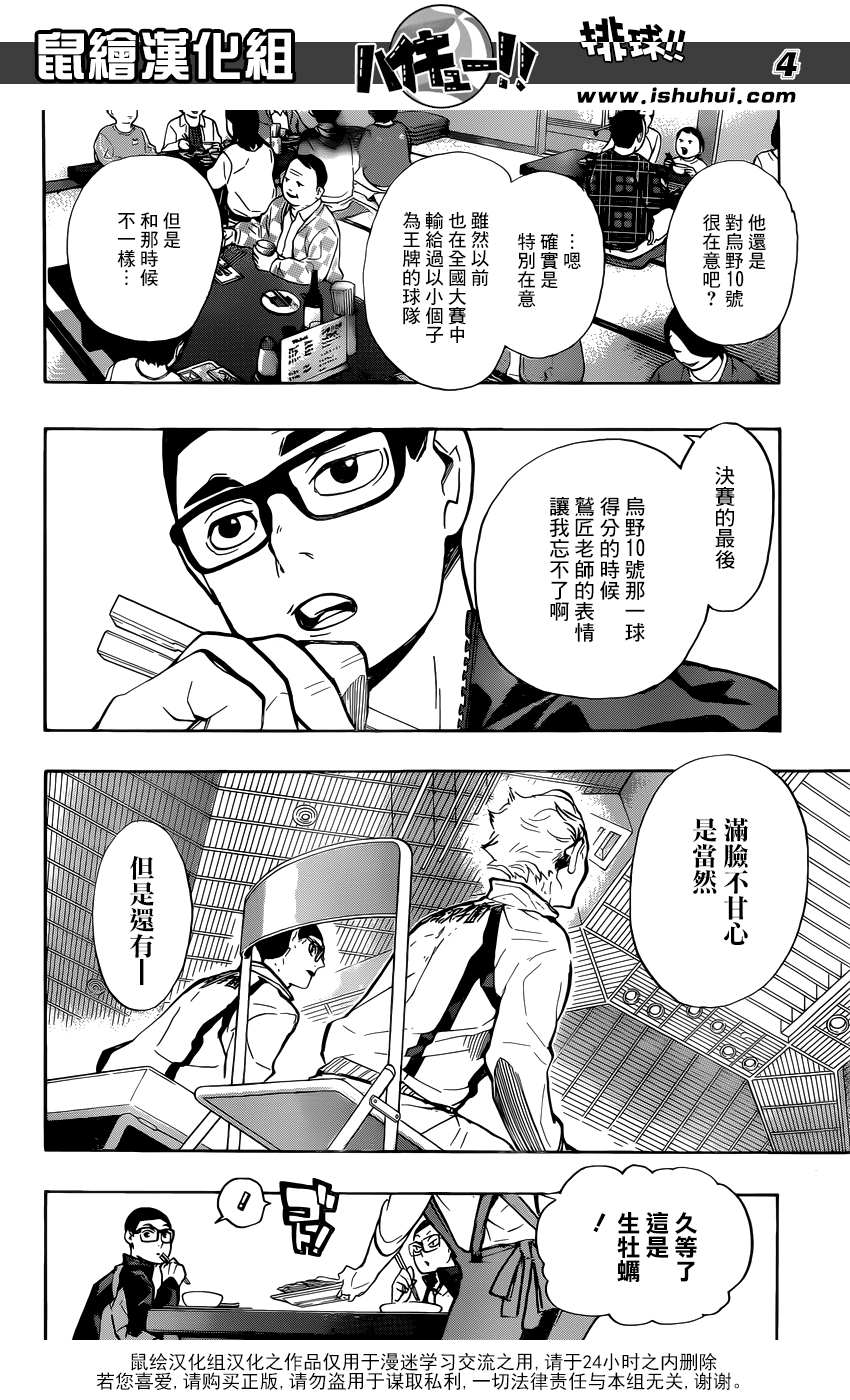 鼠繪漢化組
ハイキュー!!
排球!!
4
www.ishuhui.com
他還是
對烏野10號
很在意吧?
…嗯
確實是
特別在意
雖然以前
也在全國大賽中
輸給過以小個子
為王牌的球隊
但是
和那時候
不一樣…
決賽的最後
烏野10號那一球
得分的時候
鷲匠老師的表情
讓我忘不了啊
滿臉不甘心
是當然
但是還有—
久等了
這是
生牡蠣
!
ゴトッ!
!
鼠绘汉化组汉化之作品仅用于漫迷学习交流之用,请于24小时之内删除
若您喜爱,请购买正版,请勿盗用于谋取私利,一切法律责任与本组无关,谢谢。